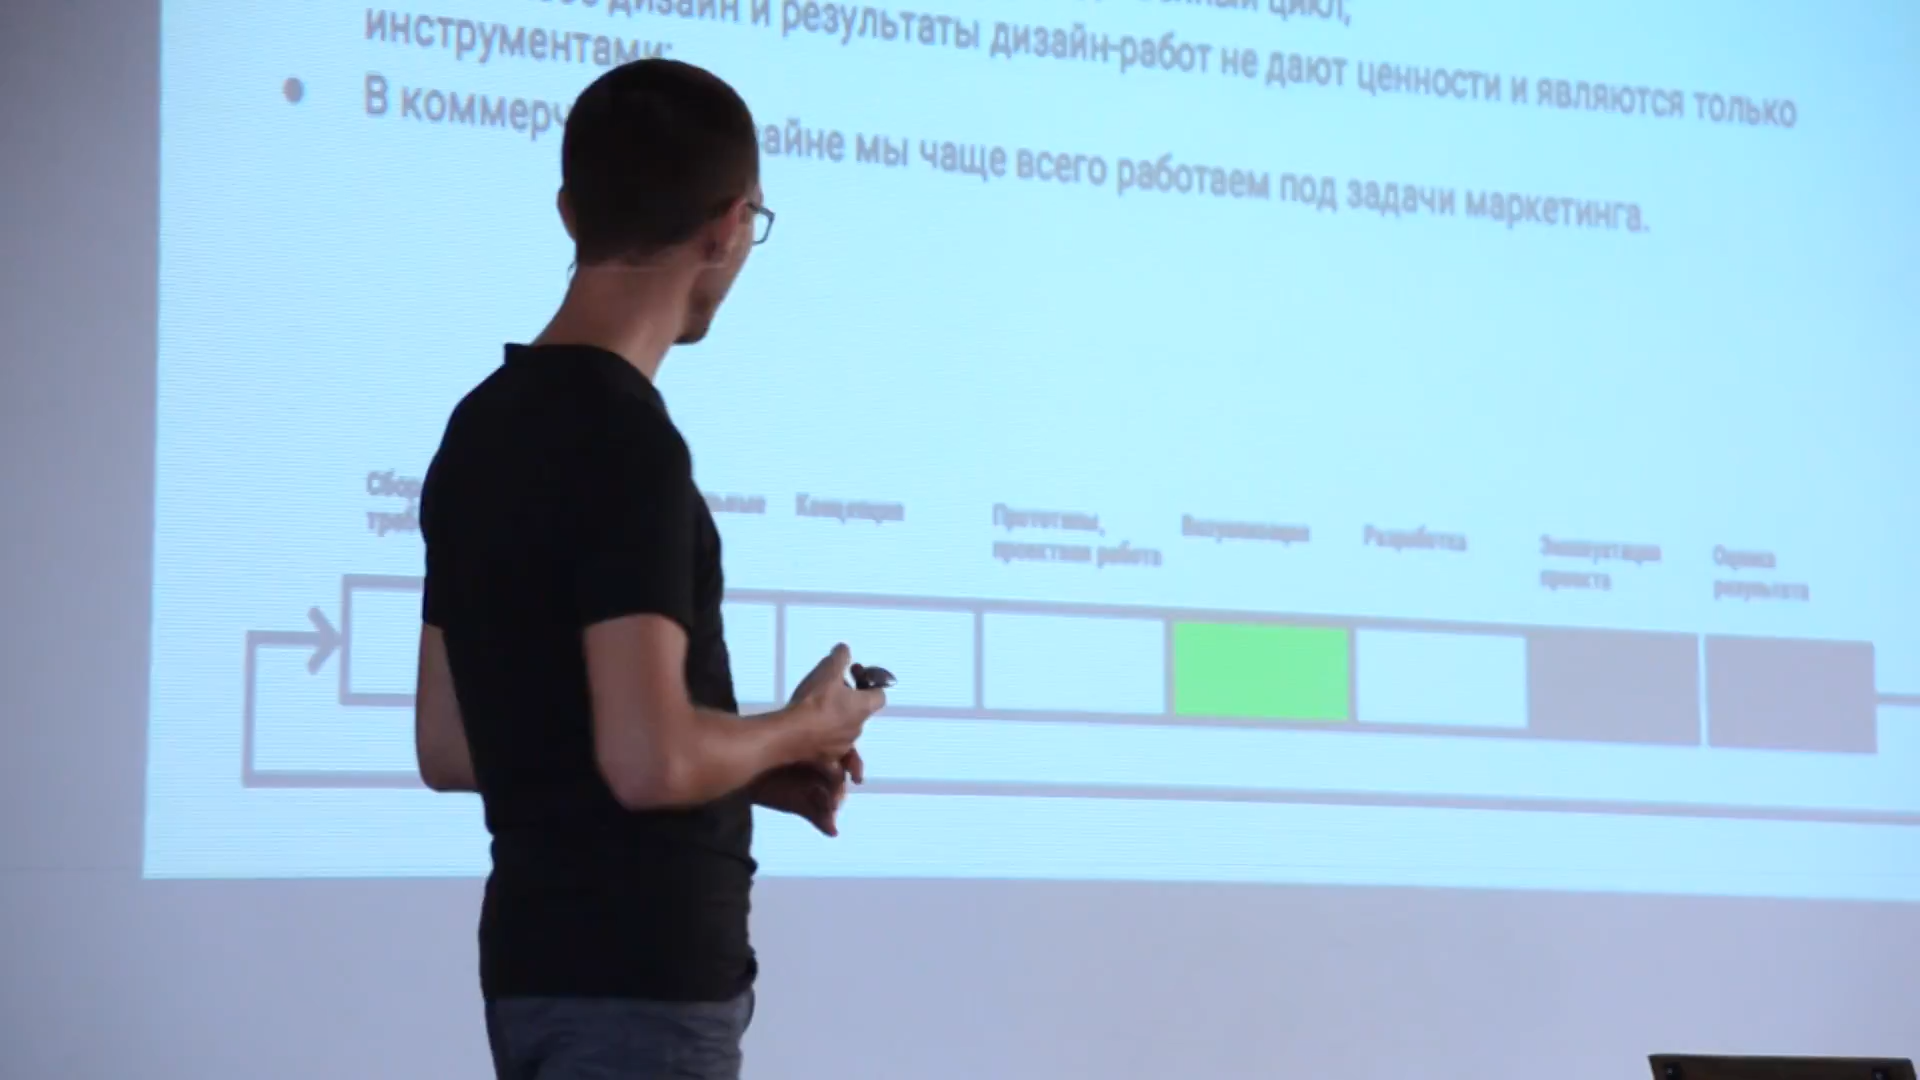 дизайн и результаты дизайн-работ не дают ценности и являются только
инструментами;
В коммерч айне мы чаще всего работаем под задачи маркетинга.
Концепция
Прототипы,
проектная работа
Визуализация
Разработка
Эксплуатация
проекта
Оценка
результата